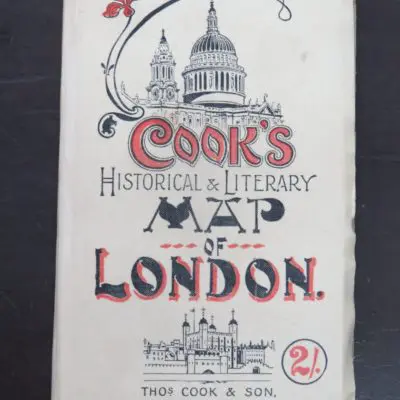 COOK'S
HISTORICAL & LITERARY
MAP
OF
LONDON.
2/.
THOS COOK & SON.